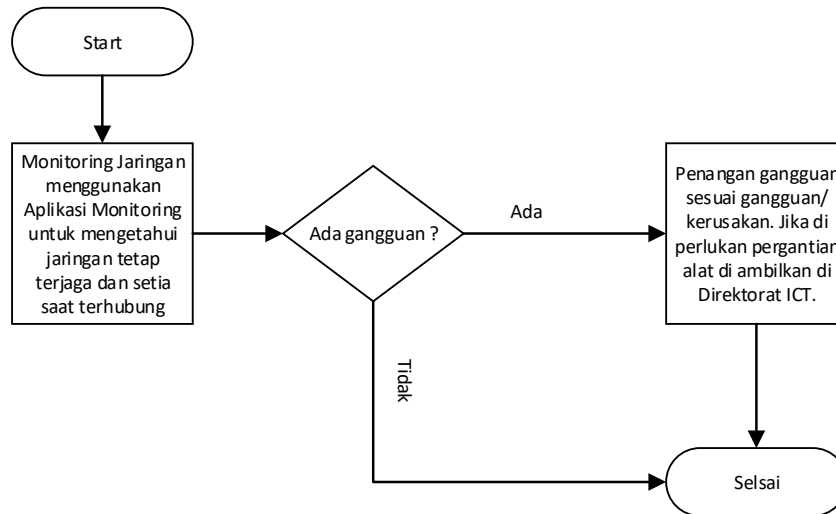 Start
Monitoring Jaringan
menggunakan
Aplikasi Monitoring
untuk mengetahui
jaringan tetap
terjaga dan setia
saat terhubung
Ada gangguan ?
Ada
Penangan gangguan
sesuai gangguan/
kerusakan. Jika di
perlukan pergantian
alat di ambilkan di
Direktorat ICT.
Tidak
Selsai